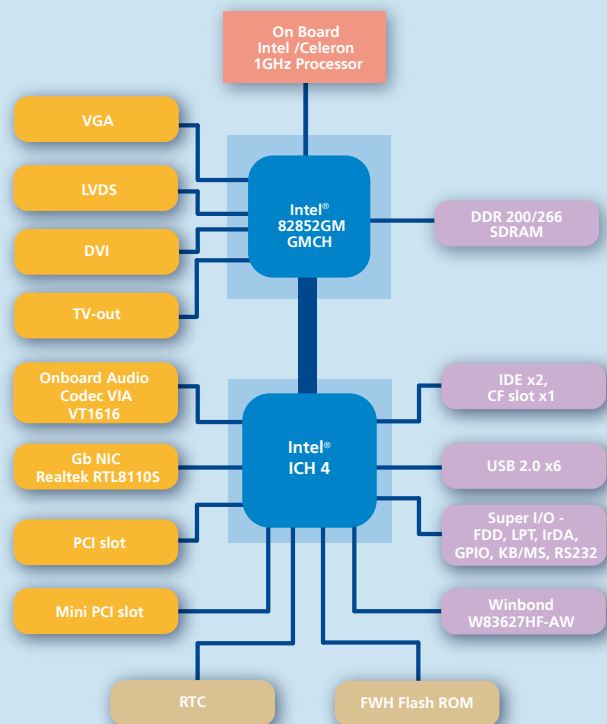 On Board
Intel /Celeron
1GHz Processor
VGA
LVDS
DVI
TV-out
Intel®
82852GM
GMCH
DDR 200/266
SDRAM
Onboard Audio
Codec VIA
VT1616
Gb NIC
Realtek RTL8110S
PCI slot
Mini PCI slot
Intel®
ICH 4
IDE x2,
CF slot x1
USB 2.0 x6
Super I/O -
FDD, LPT, IrDA,
GPIO, KB/MS, RS232
Winbond
W83627HF-AW
RTC
FWH Flash ROM